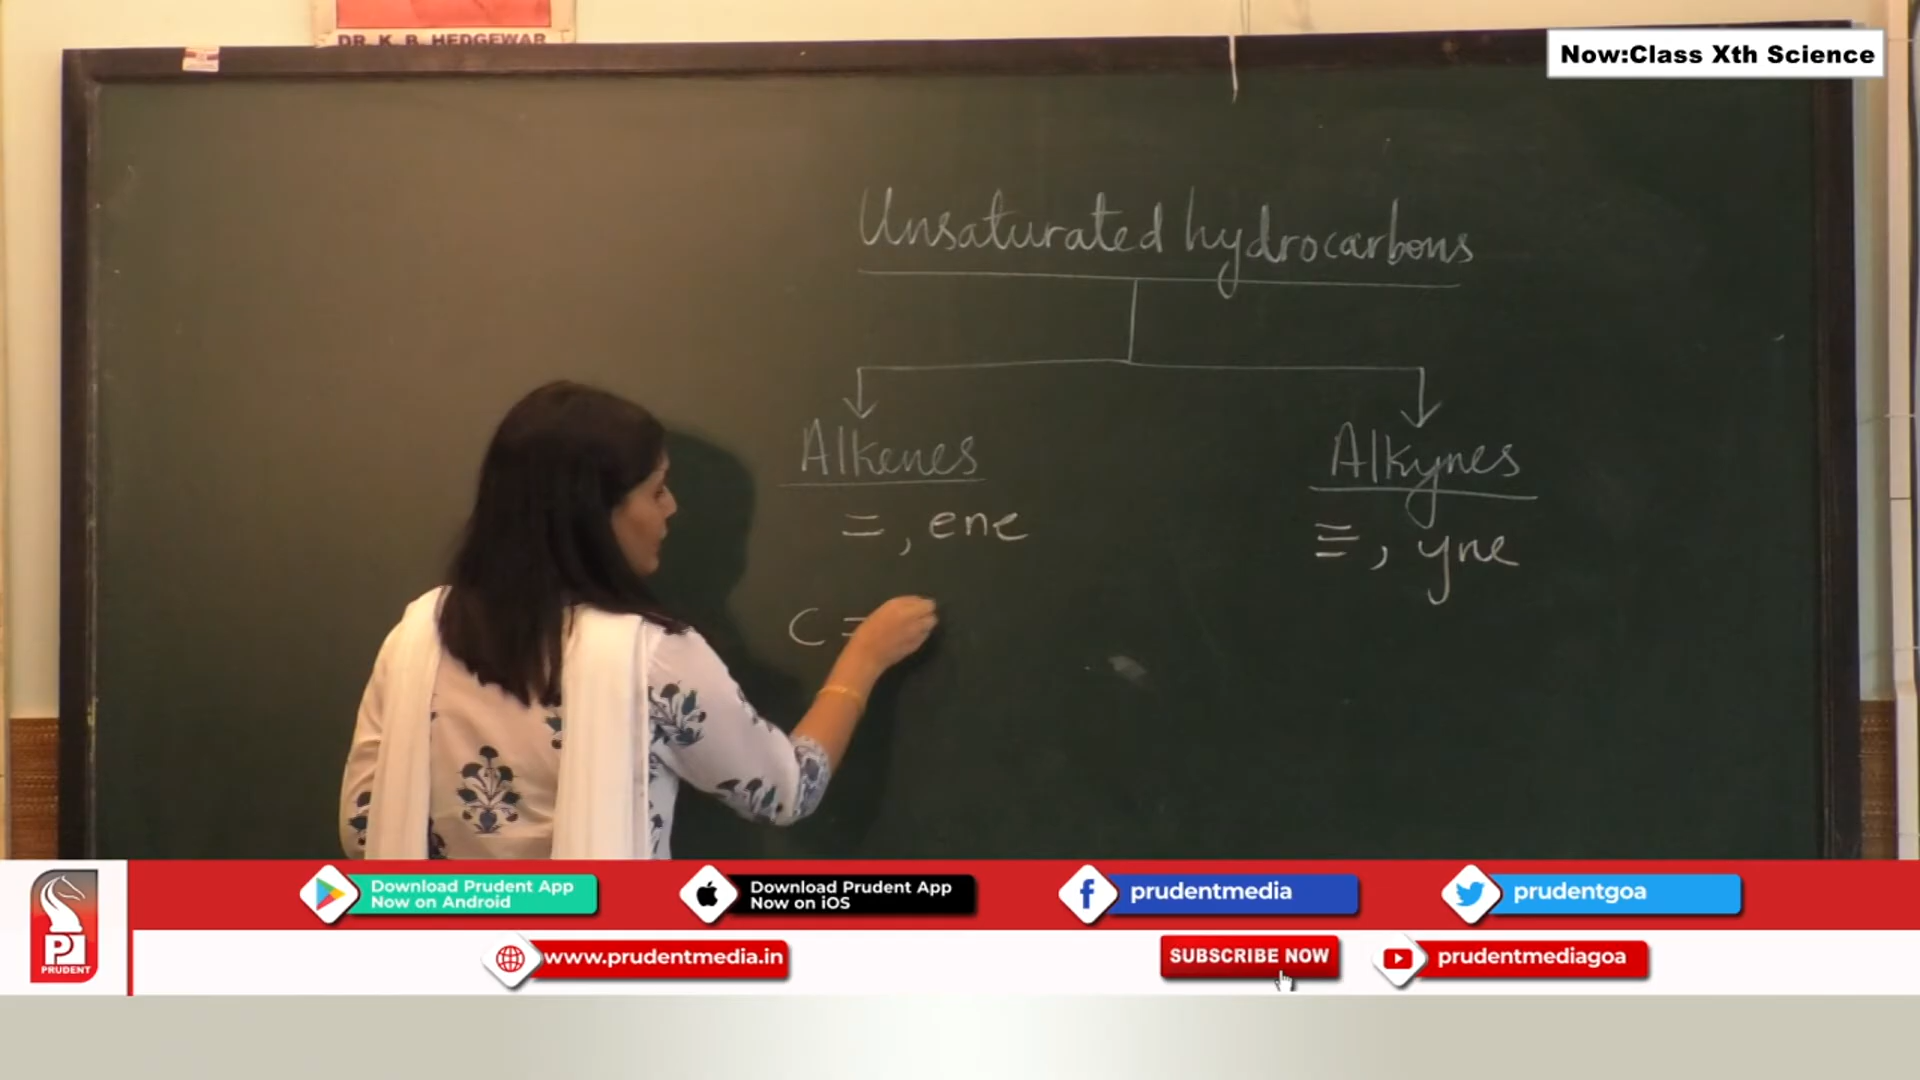 DR. K. B. HEDGEWAR
Now:Class Xth Science
Unsaturated hydrocarbons
Alkenes
Alkynes
=, ene
≡, yne
C =
Download Prudent App
Now on Android
Download Prudent App
Now on iOS
prudentmedia
prudentgoa
PRUDENT
www.prudentmedia.in
SUBSCRIBE NOW
prudentmediagoa